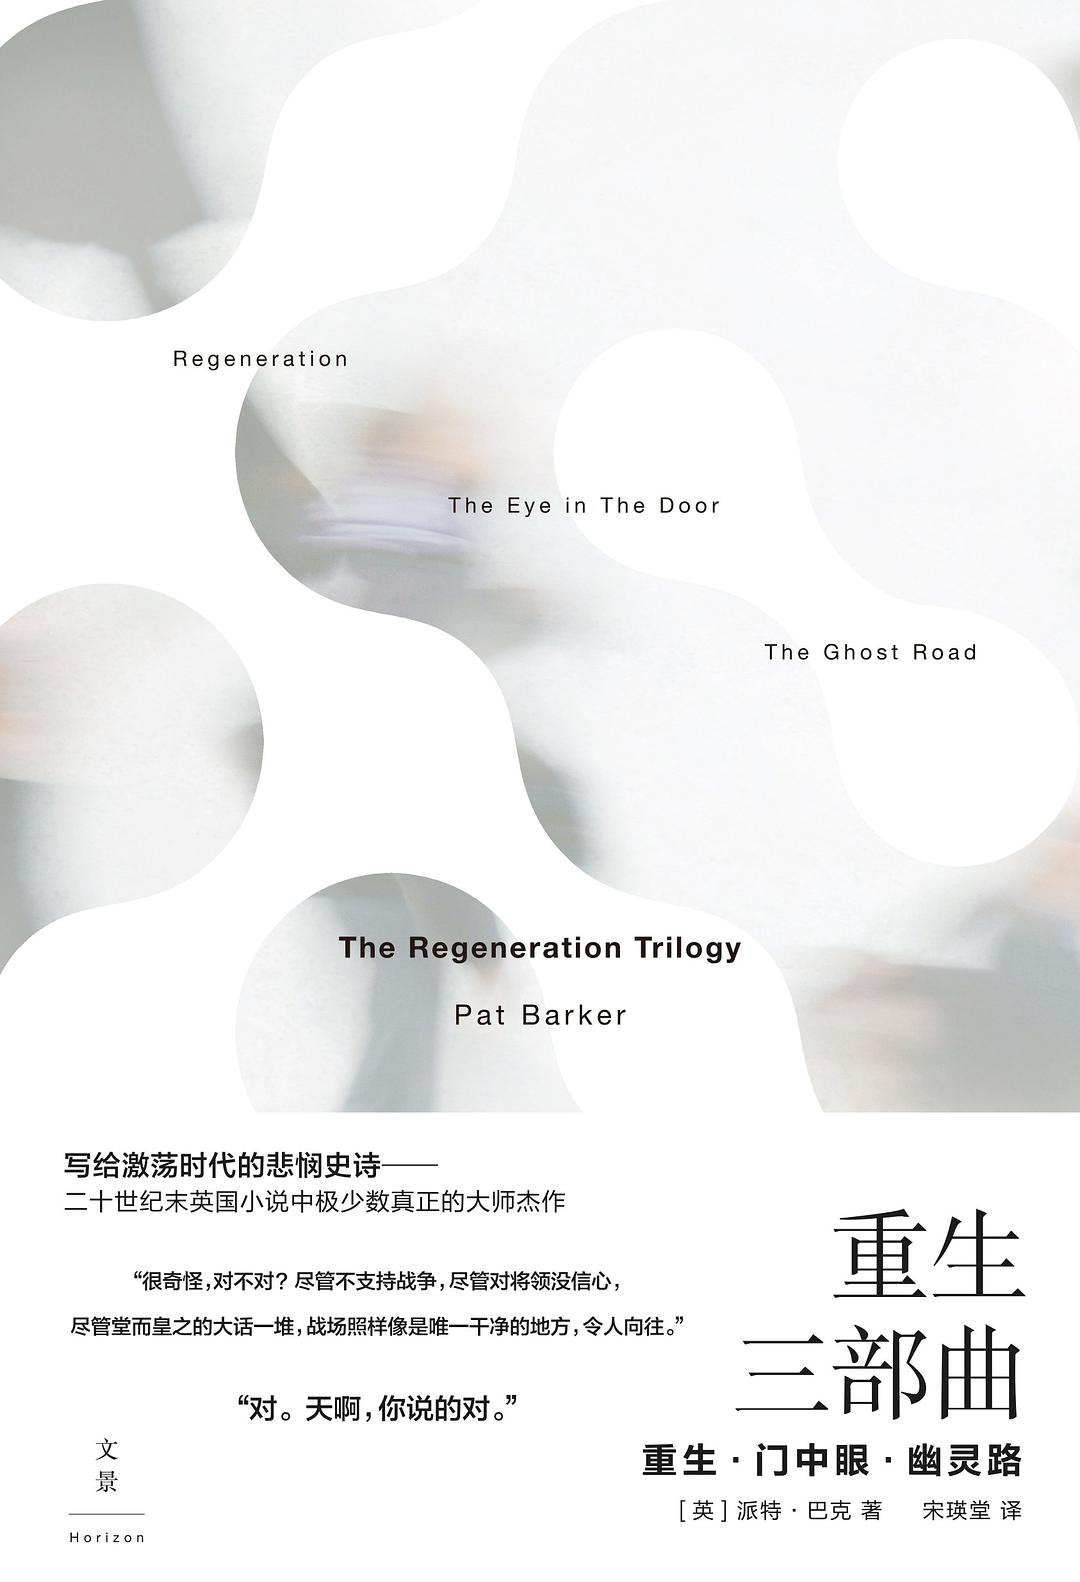 Regeneration
The Eye in The Door
The Ghost Road
The Regeneration Trilogy
Pat Barker
写给激荡时代的悲悯史诗——
二十世纪末英国小说中极少数真正的大师杰作
“很奇怪，对不对？尽管不支持战争，尽管对将领没信心，
尽管堂而皇之的大话一堆，战场照样像是唯一干净的地方，令人向往。”
“对。天啊，你说的对。”
重生
三部曲
重生·门中眼·幽灵路
[英] 派特·巴克 著 宋瑛堂 译
文
景
Horizon